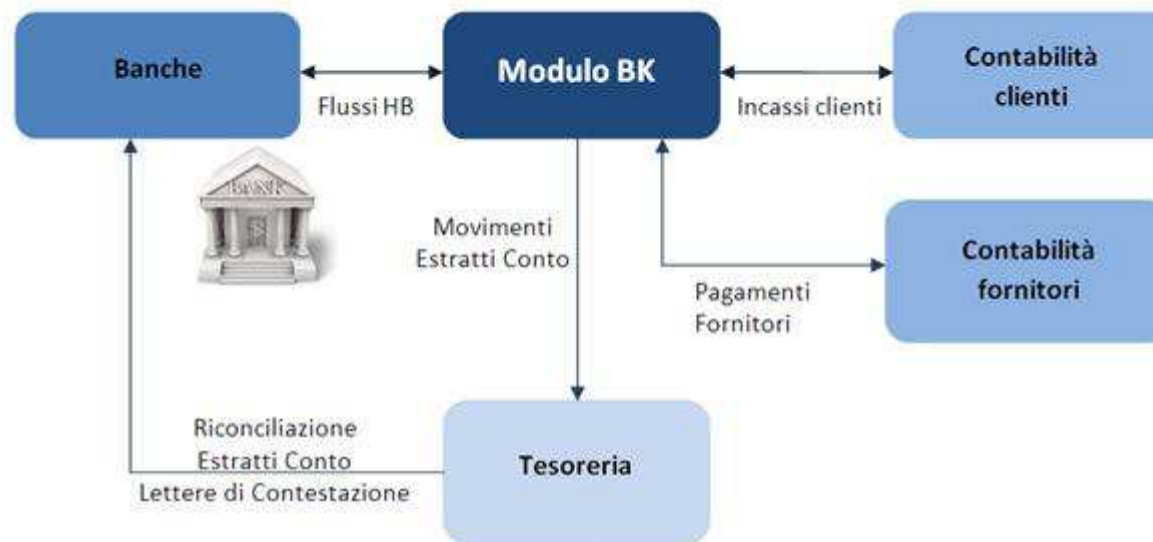 Banche
Flussi HB
Modulo BK
Incassi clienti
Contabilità
clienti
BANK
Movimenti
Estratti Conto
Contabilità
fornitori
Pagamenti
Fornitori
Riconciliazione
Estratti Conto
Lettere di Contestazione
Tesoreria